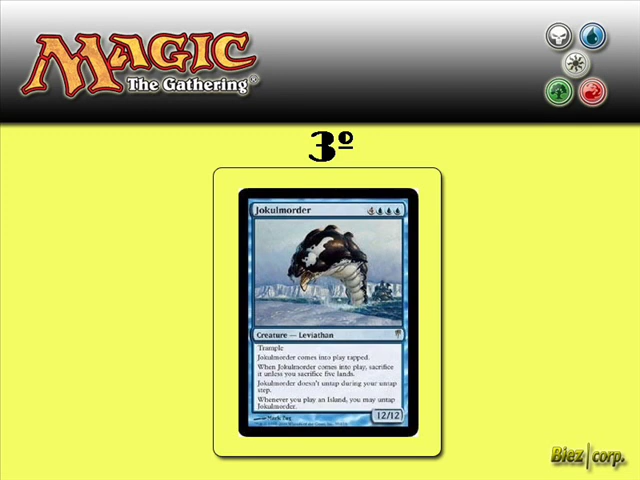 MAGIC
The Gathering®
3º
Jokulmorder 4
Creature — Leviathan
Trample
Jokulmorder comes into play tapped.
When Jokulmorder comes into play, sacrifice
it unless you sacrifice five lands.
Jokulmorder doesn't untap during your untap
step.
Whenever you play an Island, you may untap
Jokulmorder.
12/12
Biez corp.